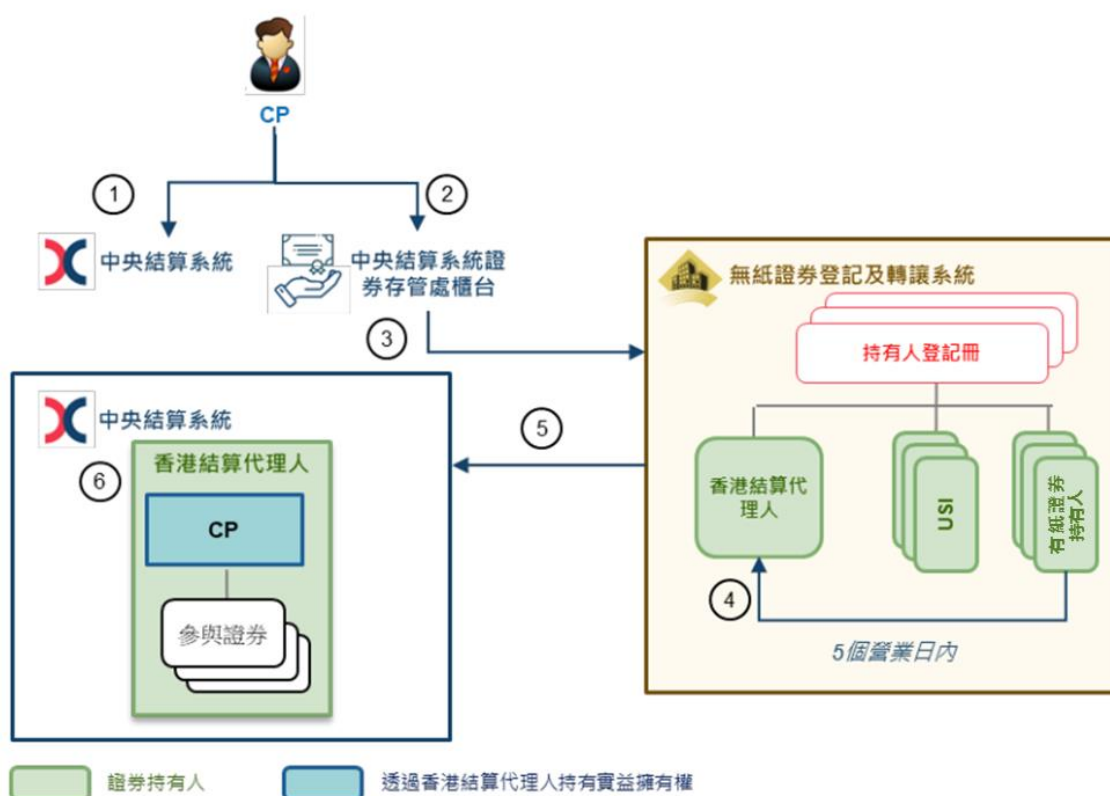 CP
1
2
中央結算系統
中央結算系統證
券存管處櫃台
3
無紙證券登記及轉讓系統
持有人登記冊
香港結算代
理人
USI
有紙證券
持有人
4
5個營業日內
5
中央結算系統
6
香港結算代理人
CP
參與證券
證券持有人
透過香港結算代理人持有實益擁有權